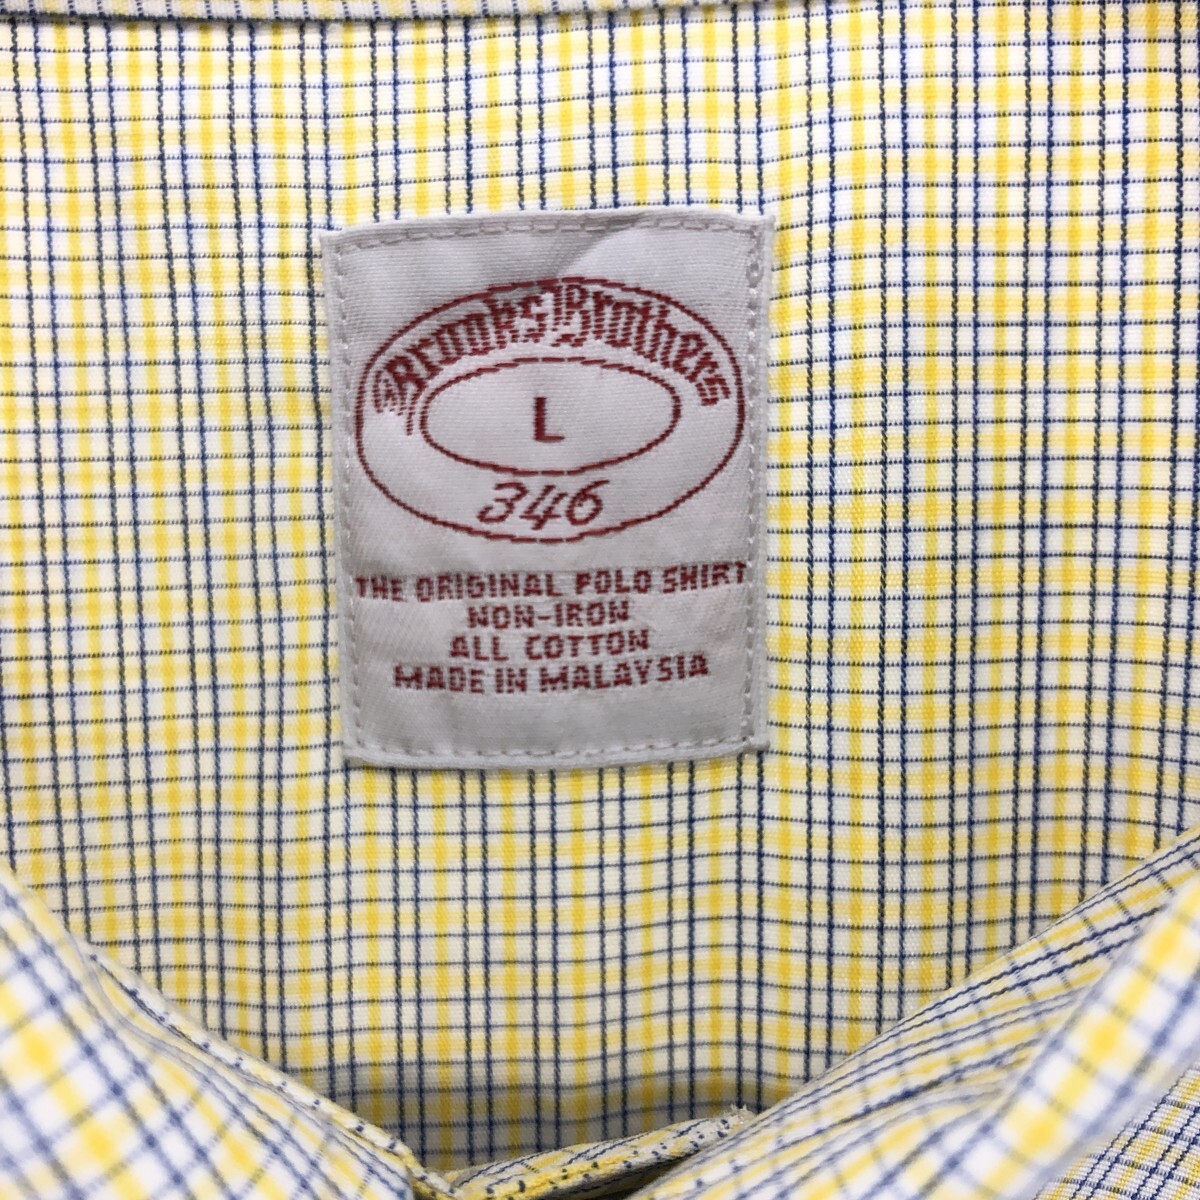 Brooks Brothers
L
346
THE ORIGINAL POLO SHIRT
NON-IRON
ALL COTTON
MADE IN MALAYSIA